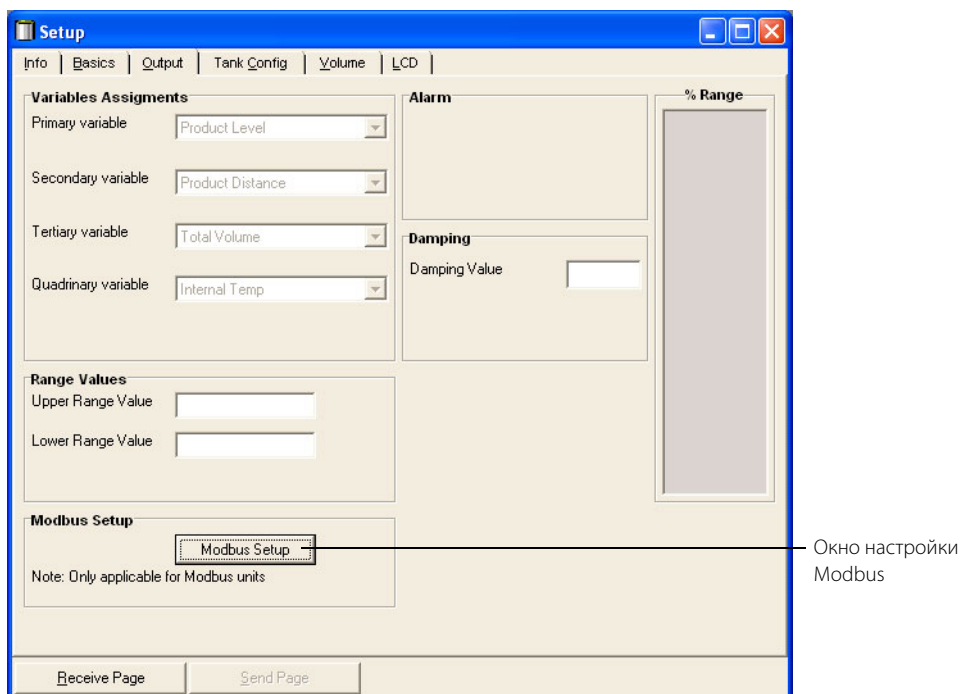 Setup
Info Basics Output Tank Config Volume LCD
Variables Assigments
Primary variable Product Level
Secondary variable Product Distance
Tertiary variable Total Volume
Quadrinary variable Internal Temp
Alarm
Damping
Damping Value
% Range
Range Values
Upper Range Value
Lower Range Value
Modbus Setup
Modbus Setup
Note: Only applicable for Modbus units
Окно настройки
Modbus
Receive Page Send Page